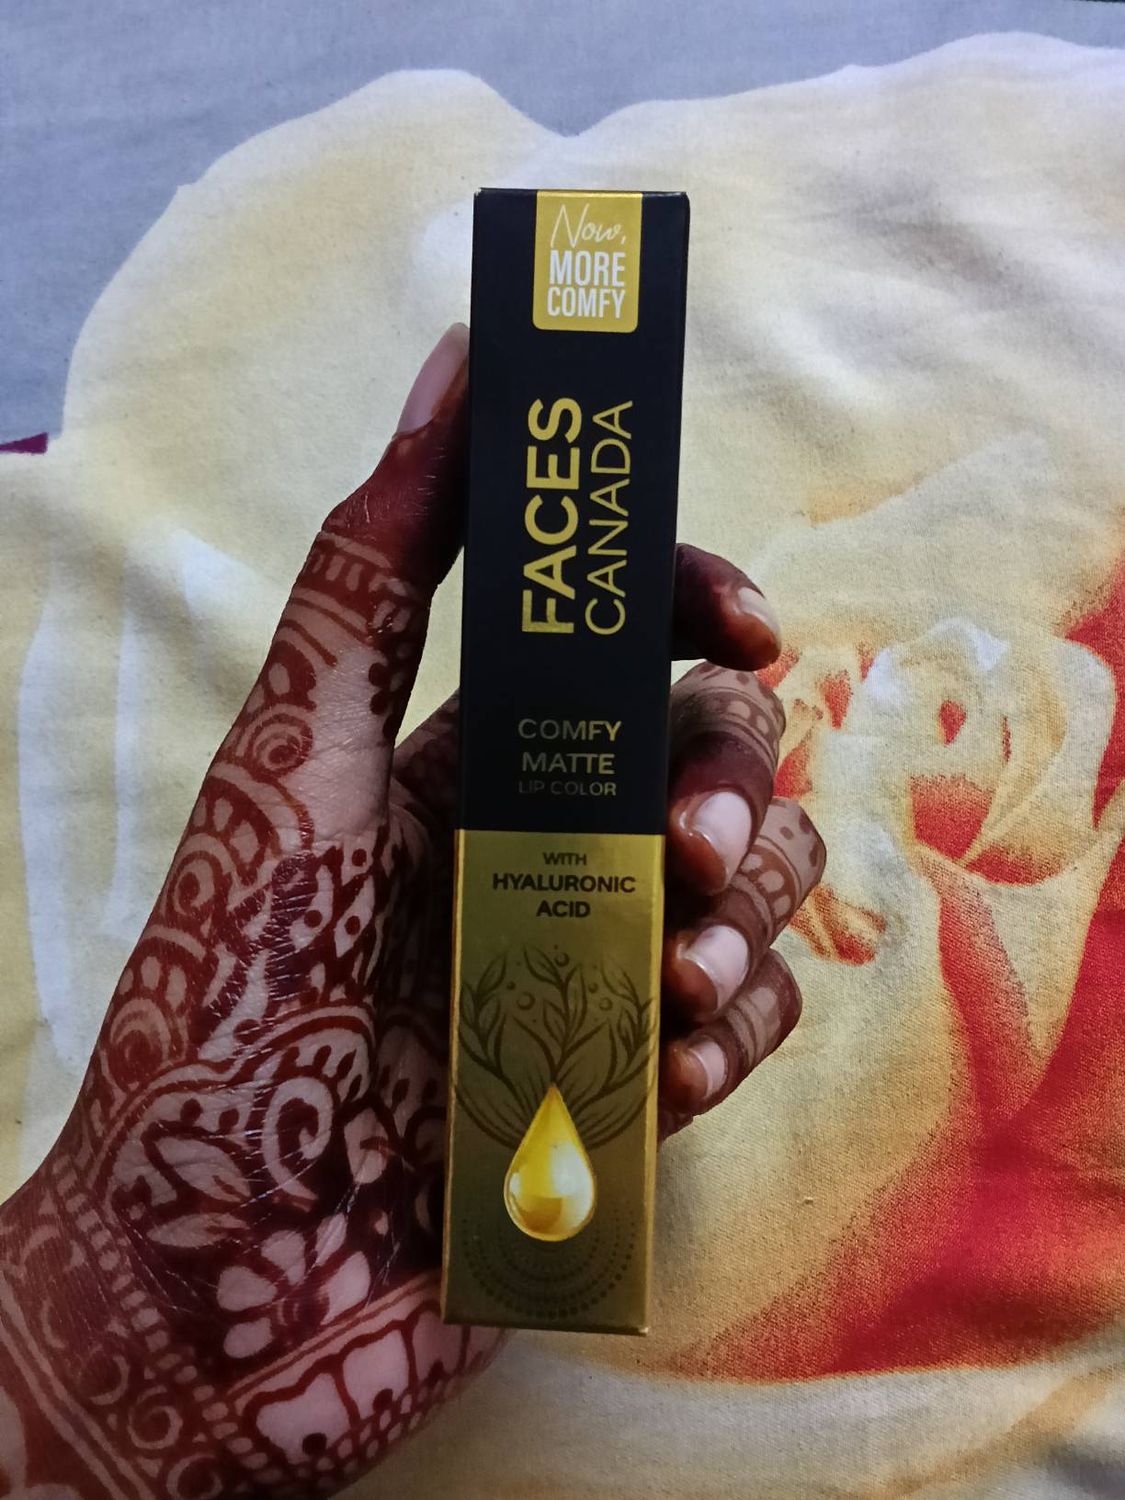 Now,
MORE
COMFY
FACES
CANADA
COMFY
MATTE
LIP COLOR
WITH
HYALURONIC
ACID